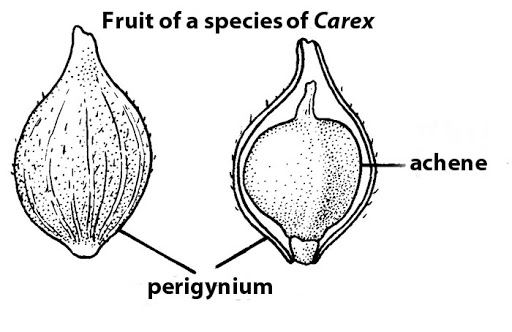 Fruit of a species of Carex
achene
perigynium